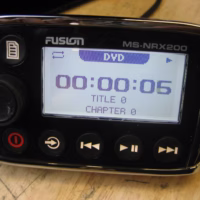 FUSION MS-NRX200
DVD
00:00:05
TITLE 0
CHAPTER 0